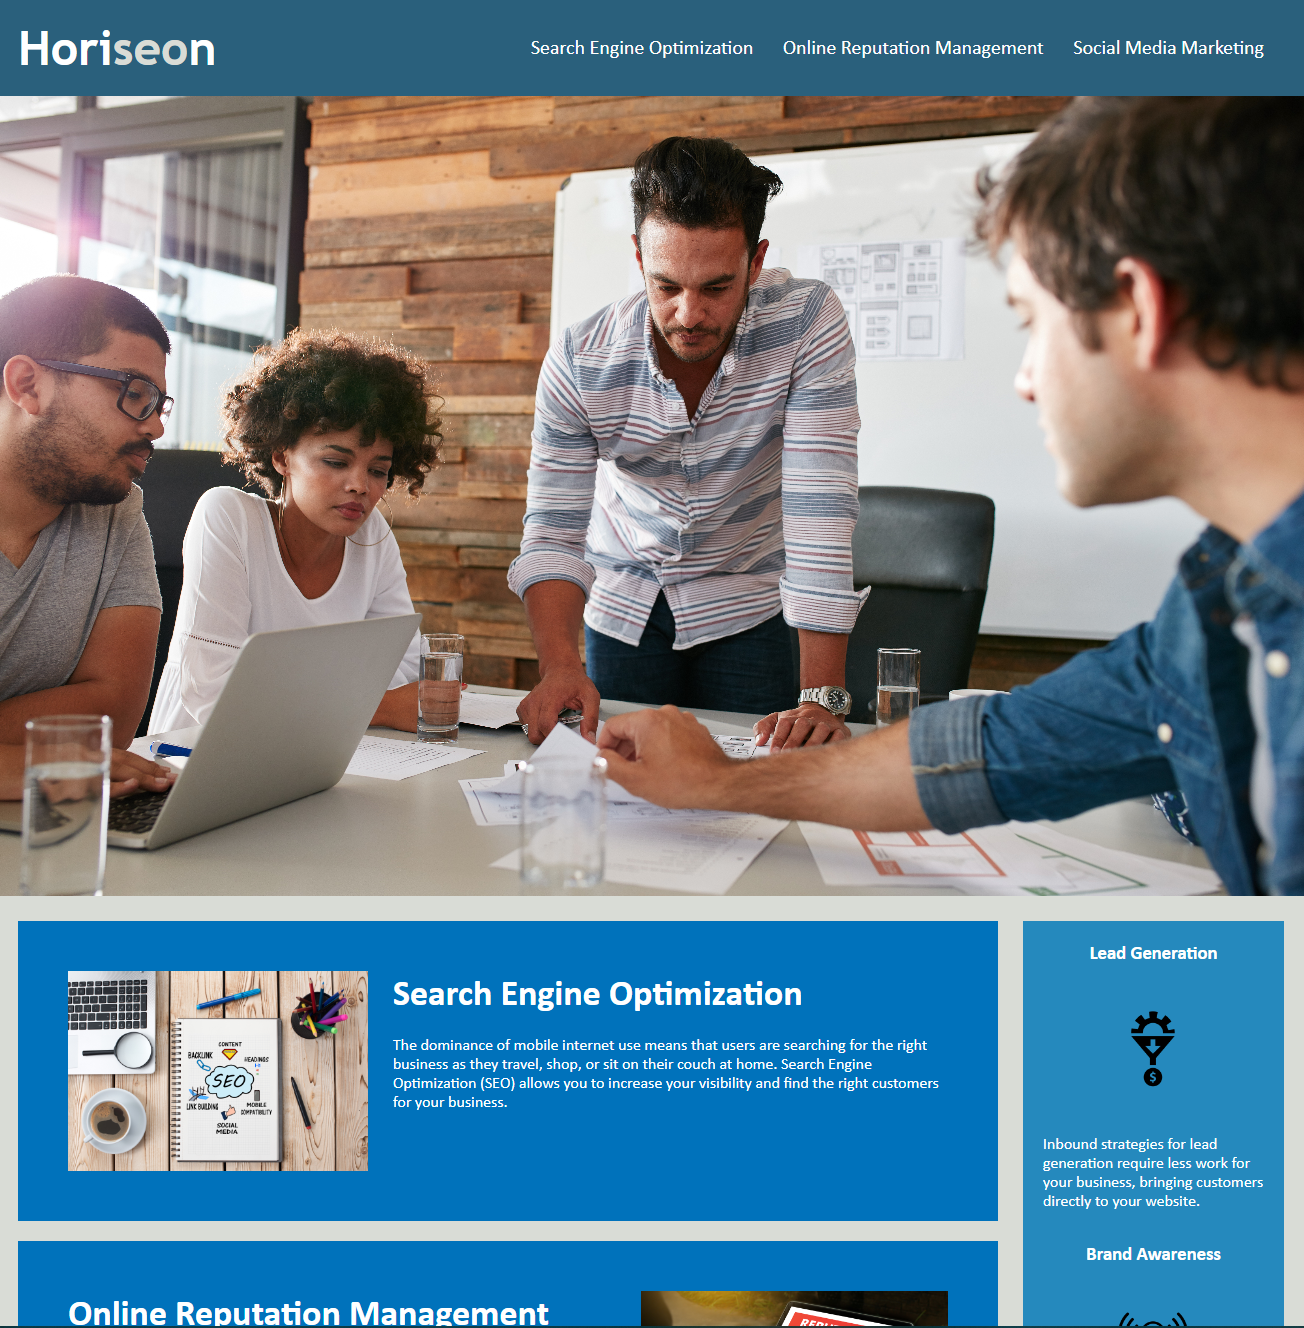 Horiseon
Search Engine Optimization
Online Reputation Management
Social Media Marketing
CONTENT
BACKLINK
HEADINGS
SEO
LINK BUILDING
MOBILE
COMPATIBILITY
SOCIAL
MEDIA
Search Engine Optimization
The dominance of mobile internet use means that users are searching for the right
business as they travel, shop, or sit on their couch at home. Search Engine
Optimization (SEO) allows you to increase your visibility and find the right customers
for your business.
Online Reputation Management
Lead Generation
$
Inbound strategies for lead
generation require less work for
your business, bringing customers
directly to your website.
Brand Awareness